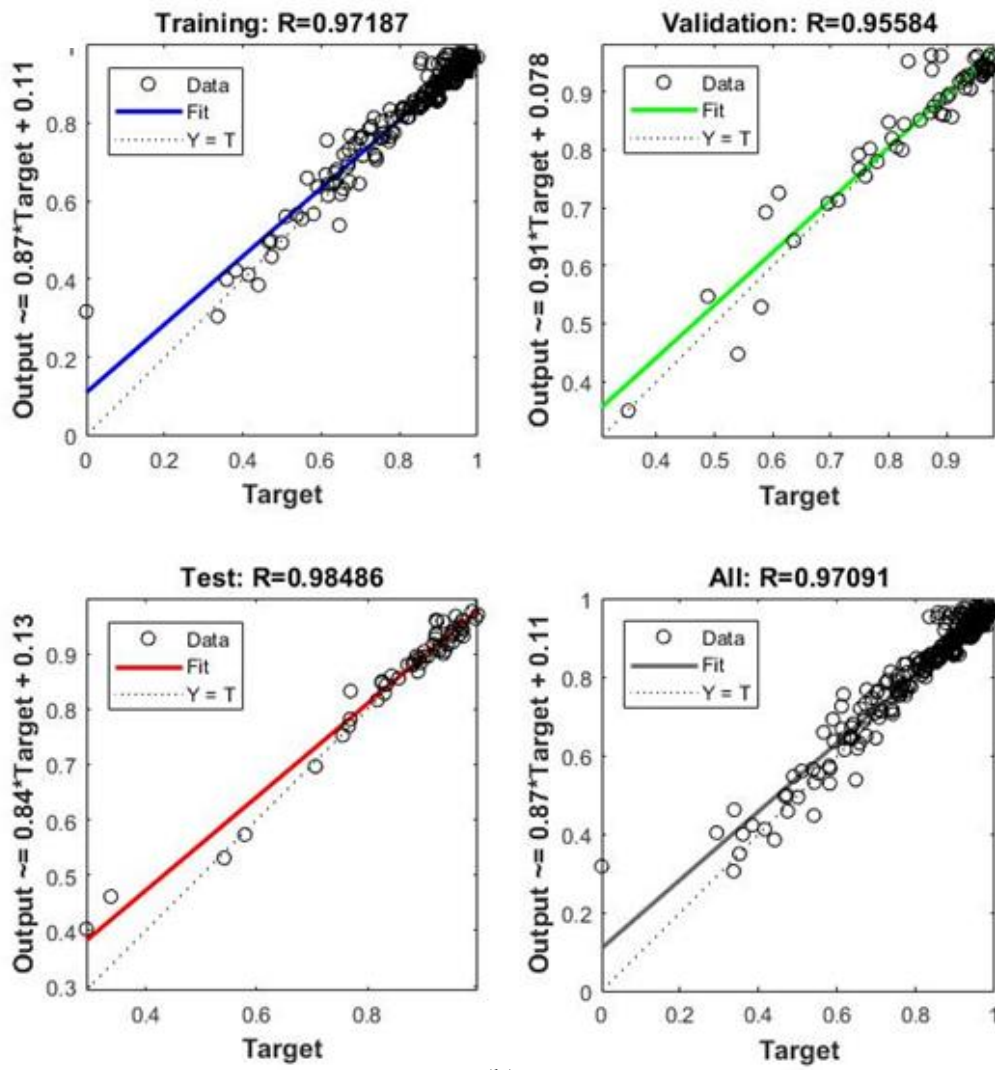 Training: R=0.97187
Output ~= 0.87*Target + 0.11
1
0.8
0.6
0.4
0.2
0
Data
Fit
Y = T
0 0.2 0.4 0.6 0.8 1
Target
Validation: R=0.95584
Output ~= 0.91*Target + 0.078
0.9
0.8
0.7
0.6
0.5
0.4
Data
Fit
Y = T
0.4 0.5 0.6 0.7 0.8 0.9
Target
Test: R=0.98486
Output ~= 0.84*Target + 0.13
0.9
0.8
0.7
0.6
0.5
0.4
0.3
Data
Fit
Y = T
0.4 0.6 0.8
Target
All: R=0.97091
Output ~= 0.87*Target + 0.11
1
0.8
0.6
0.4
0.2
0
Data
Fit
Y = T
0 0.2 0.4 0.6 0.8 1
Target